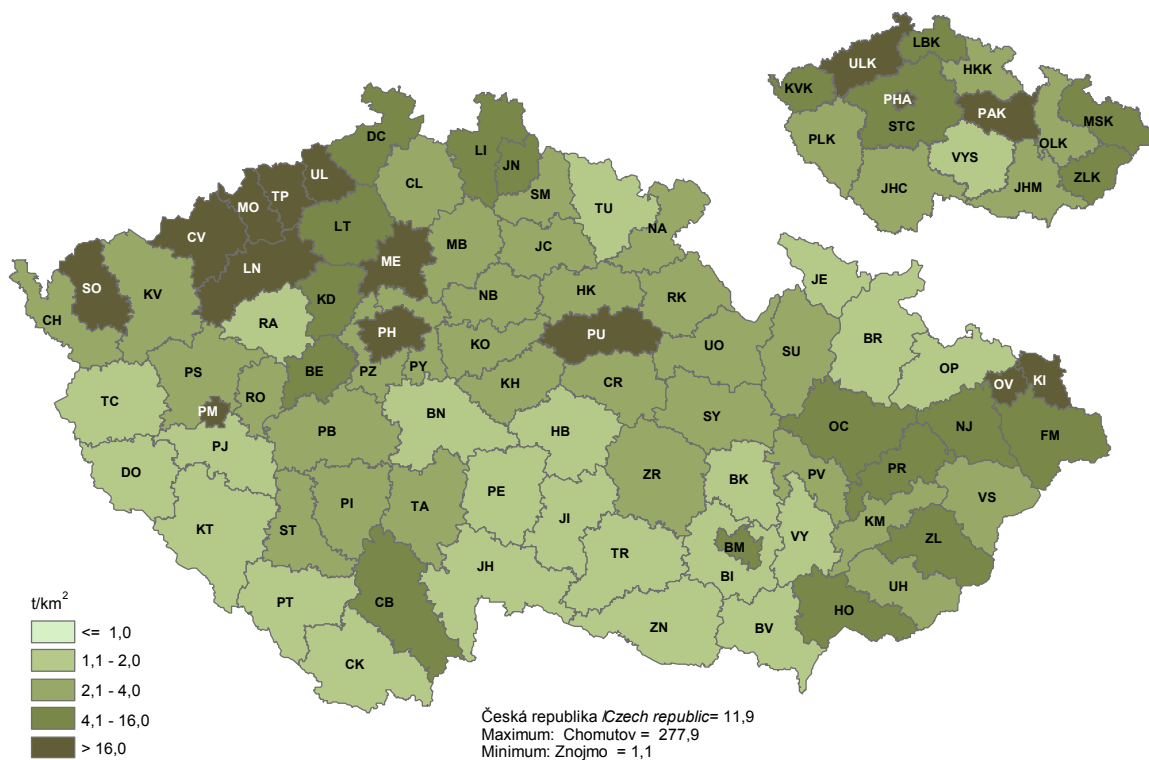 LBK
ULK
HKK
KVK
PHA
PAK
MSK
STC
PLK
OLK
VYS
ZLK
JHC
JHM
DC
LI
JN
UL
TP
CL
MO
SM
TU
LT
CV
NA
MB
JC
ME
LN
JE
SO
KV
NB
HK
RK
KD
CH
RA
PH
PU
BR
UO
SU
KO
OP
PS
BE
PZ
PY
KI
OV
RO
KH
CR
TC
PM
BN
SY
OC
NJ
FM
PB
HB
PJ
DO
PR
ZR
BK
PV
VS
PE
PI
TA
KT
ST
JI
KM
VY
ZL
BM
TR
JH
BI
UH
PT
CB
HO
ZN
BV
CK
t/km²
<= 1,0
1,1 - 2,0
2,1 - 4,0
4,1 - 16,0
> 16,0
Česká republika /Czech republic= 11,9
Maximum: Chomutov = 277,9
Minimum: Znojmo = 1,1